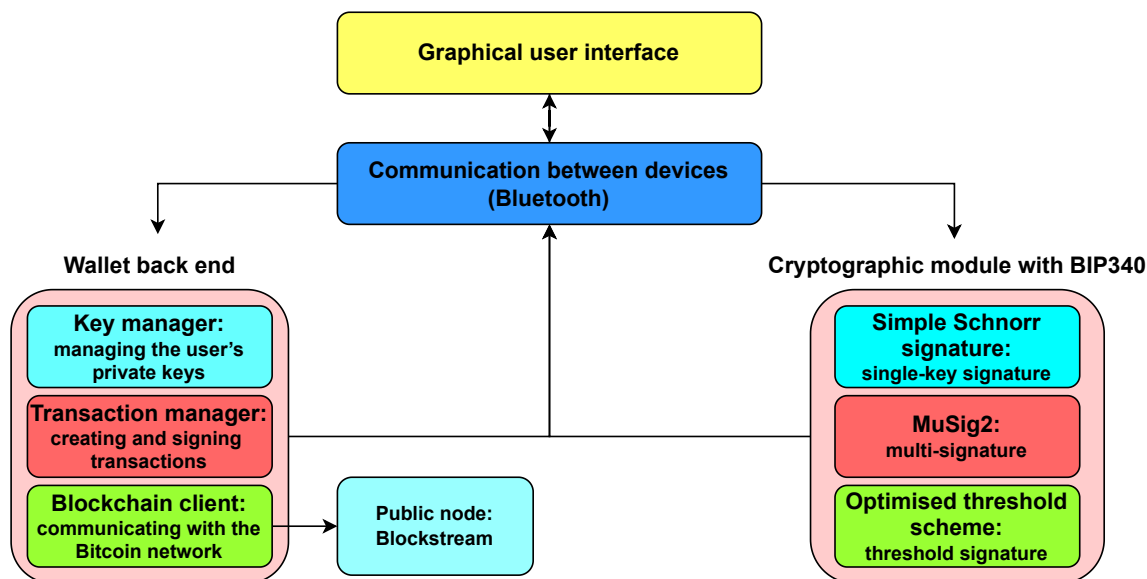 Graphical user interface
Communication between devices
(Bluetooth)
Wallet back end
Key manager:
managing the user's
private keys
Transaction manager:
creating and signing
transactions
Blockchain client:
communicating with the
Bitcoin network
Public node:
Blockstream
Cryptographic module with BIP340
Simple Schnorr
signature:
single-key signature
MuSig2:
multi-signature
Optimised threshold
scheme:
threshold signature